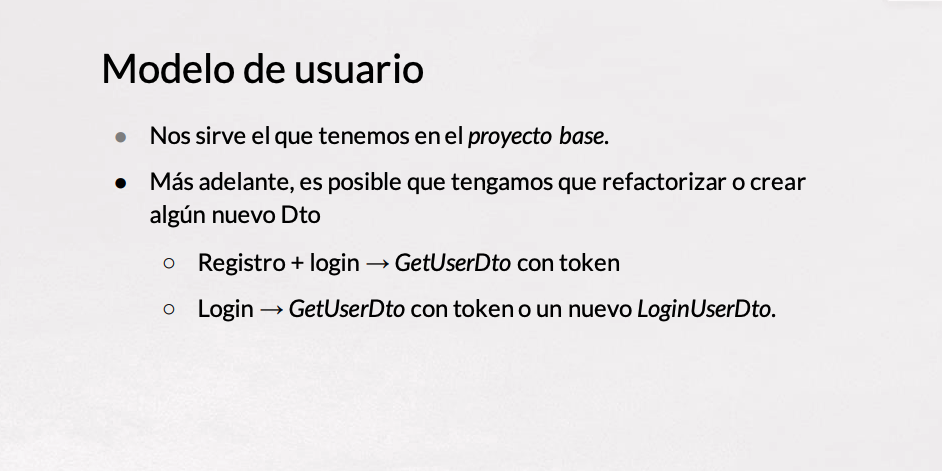 Modelo de usuario
● Nos sirve el que tenemos en el proyecto base.
● Más adelante, es posible que tengamos que refactorizar o crear
algún nuevo Dto
○ Registro + login → GetUserDto con token
○ Login → GetUserDto con token o un nuevo LoginUserDto.